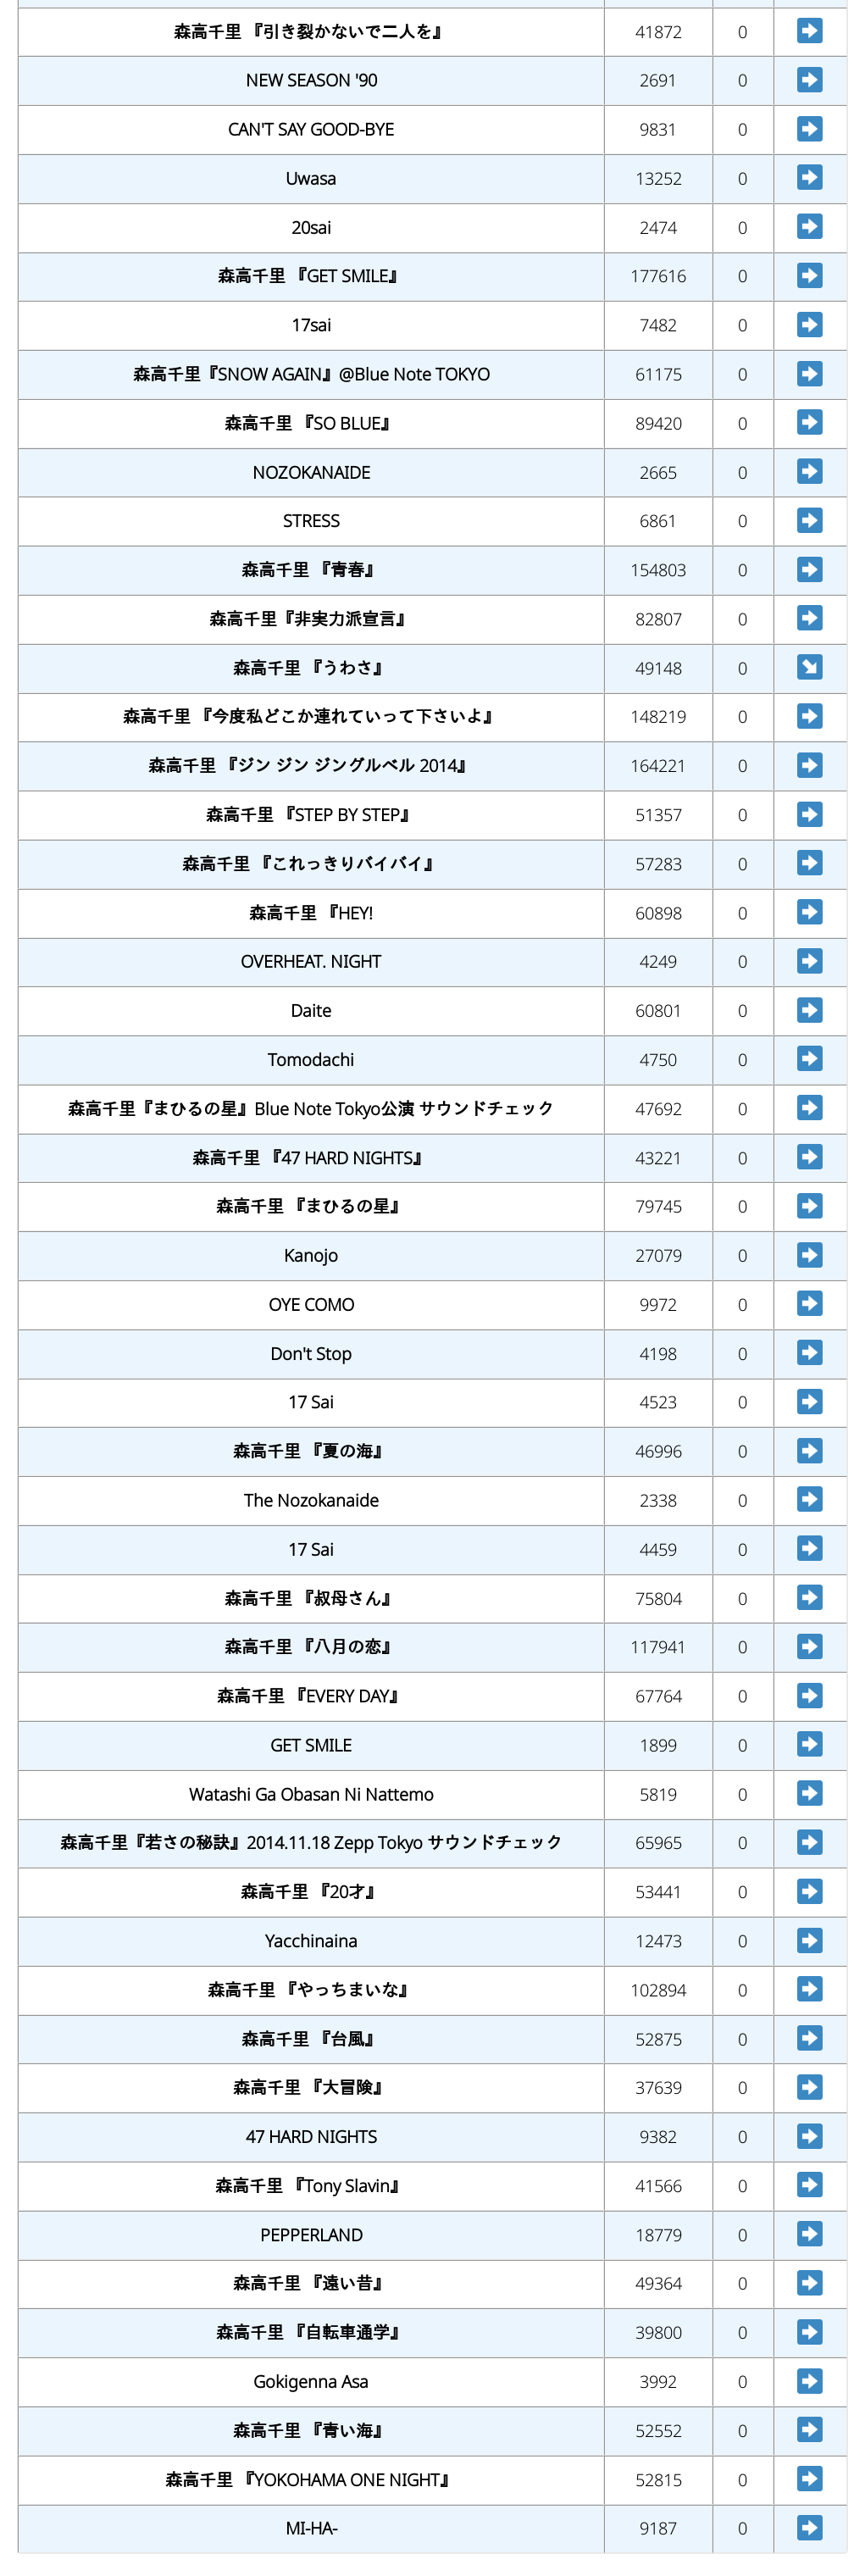 森高千里 『引き裂かないで二人を』 41872 0
NEW SEASON '90 2691 0
CAN'T SAY GOOD-BYE 9831 0
Uwasa 13252 0
20sai 2474 0
森高千里 『GET SMILE』 177616 0
17sai 7482 0
森高千里『SNOW AGAIN』@Blue Note TOKYO 61175 0
森高千里 『SO BLUE』 89420 0
NOZOKANAIDE 2665 0
STRESS 6861 0
森高千里 『青春』 154803 0
森高千里『非実力派宣言』 82807 0
森高千里 『うわさ』 49148 0
森高千里 『今度私どこか連れていって下さいよ』 148219 0
森高千里 『ジン ジン ジングルベル 2014』 164221 0
森高千里 『STEP BY STEP』 51357 0
森高千里 『これっきりバイバイ』 57283 0
森高千里 『HEY! 60898 0
OVERHEAT. NIGHT 4249 0
Daite 60801 0
Tomodachi 4750 0
森高千里『まひるの星』Blue Note Tokyo公演 サウンドチェック 47692 0
森高千里 『47 HARD NIGHTS』 43221 0
森高千里 『まひるの星』 79745 0
Kanojo 27079 0
OYE COMO 9972 0
Don't Stop 4198 0
17 Sai 4523 0
森高千里 『夏の海』 46996 0
The Nozokanaide 2338 0
17 Sai 4459 0
森高千里 『叔母さん』 75804 0
森高千里 『八月の恋』 117941 0
森高千里 『EVERY DAY』 67764 0
GET SMILE 1899 0
Watashi Ga Obasan Ni Nattemo 5819 0
森高千里『若さの秘訣』2014.11.18 Zepp Tokyo サウンドチェック 65965 0
森高千里 『20才』 53441 0
Yacchinaina 12473 0
森高千里 『やっちまいな』 102894 0
森高千里 『台風』 52875 0
森高千里 『大冒険』 37639 0
47 HARD NIGHTS 9382 0
森高千里 『Tony Slavin』 41566 0
PEPPERLAND 18779 0
森高千里 『遠い昔』 49364 0
森高千里 『自転車通学』 39800 0
Gokigenna Asa 3992 0
森高千里 『青い海』 52552 0
森高千里 『YOKOHAMA ONE NIGHT』 52815 0
MI-HA- 9187 0